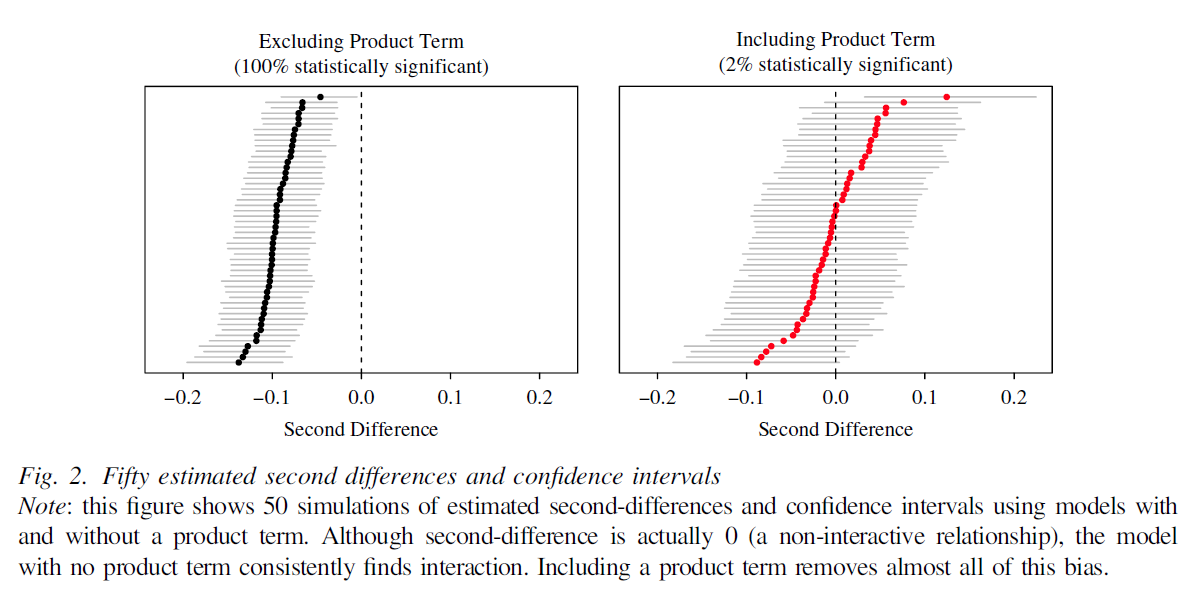 Excluding Product Term
(100% statistically significant)
−0.2 −0.1 0.0 0.1 0.2
Second Difference
Including Product Term
(2% statistically significant)
−0.2 −0.1 0.0 0.1 0.2
Second Difference
Fig. 2. Fifty estimated second differences and confidence intervals
Note: this figure shows 50 simulations of estimated second-differences and confidence intervals using models with
and without a product term. Although second-difference is actually 0 (a non-interactive relationship), the model
with no product term consistently finds interaction. Including a product term removes almost all of this bias.